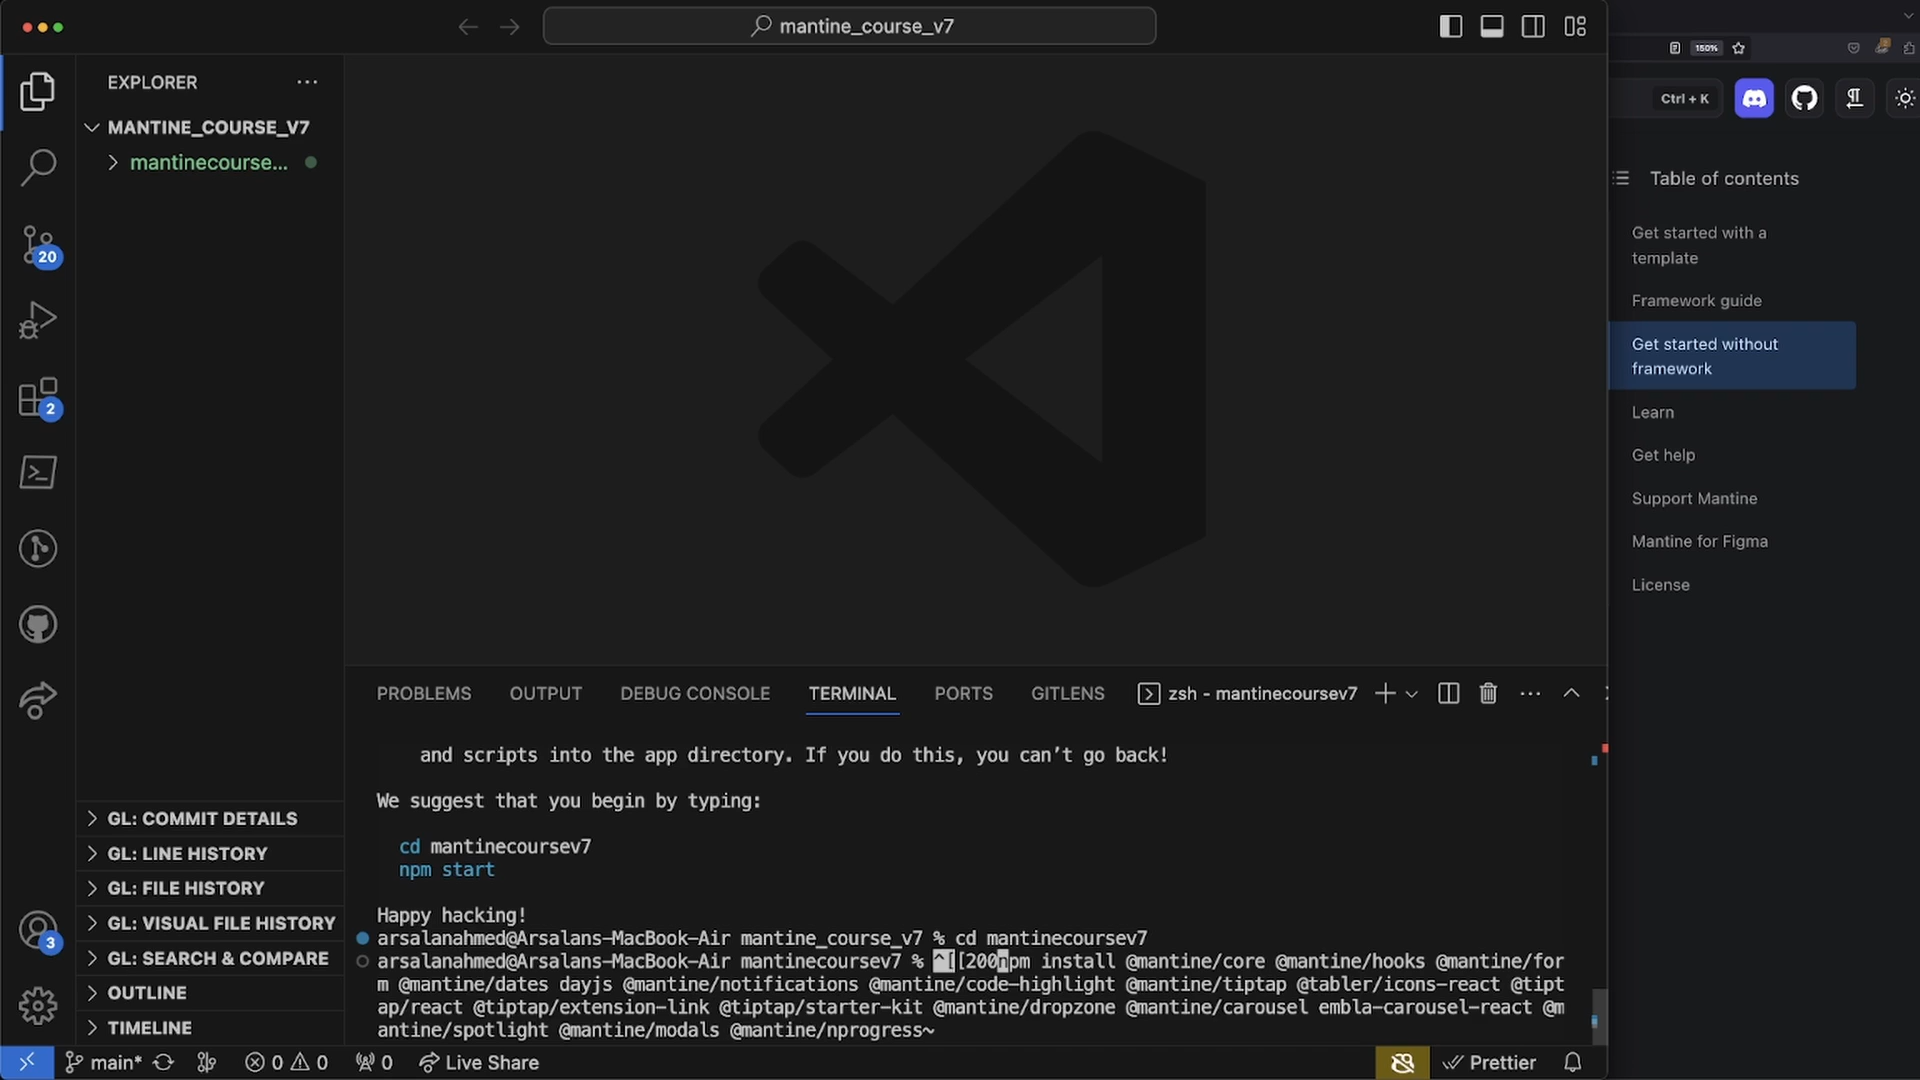 mantine_course_v7
150%
Ctrl + K
EXPLORER
MANTINE_COURSE_V7
mantinecourse...
20
2
3
Table of contents
Get started with a
template
Framework guide
Get started without
framework
Learn
Get help
Support Mantine
Mantine for Figma
License
PROBLEMS OUTPUT DEBUG CONSOLE TERMINAL PORTS GITLENS zsh - mantinecoursev7
and scripts into the app directory. If you do this, you can’t go back!
We suggest that you begin by typing:
cd mantinecoursev7
npm start
Happy hacking!
arsalanahmed@Arsalans-MacBook-Air mantine_course_v7 % cd mantinecoursev7
arsalanahmed@Arsalans-MacBook-Air mantinecoursev7 % ^[[200npm install @mantine/core @mantine/hooks @mantine/for
m @mantine/dates dayjs @mantine/notifications @mantine/code-highlight @mantine/tiptap @tabler/icons-react @tipt
ap/react @tiptap/extension-link @tiptap/starter-kit @mantine/dropzone @mantine/carousel embla-carousel-react @m
antine/spotlight @mantine/modals @mantine/nprogress~
GL: COMMIT DETAILS
GL: LINE HISTORY
GL: FILE HISTORY
GL: VISUAL FILE HISTORY
GL: SEARCH & COMPARE
OUTLINE
TIMELINE
main* 0 0 0 Live Share Prettier